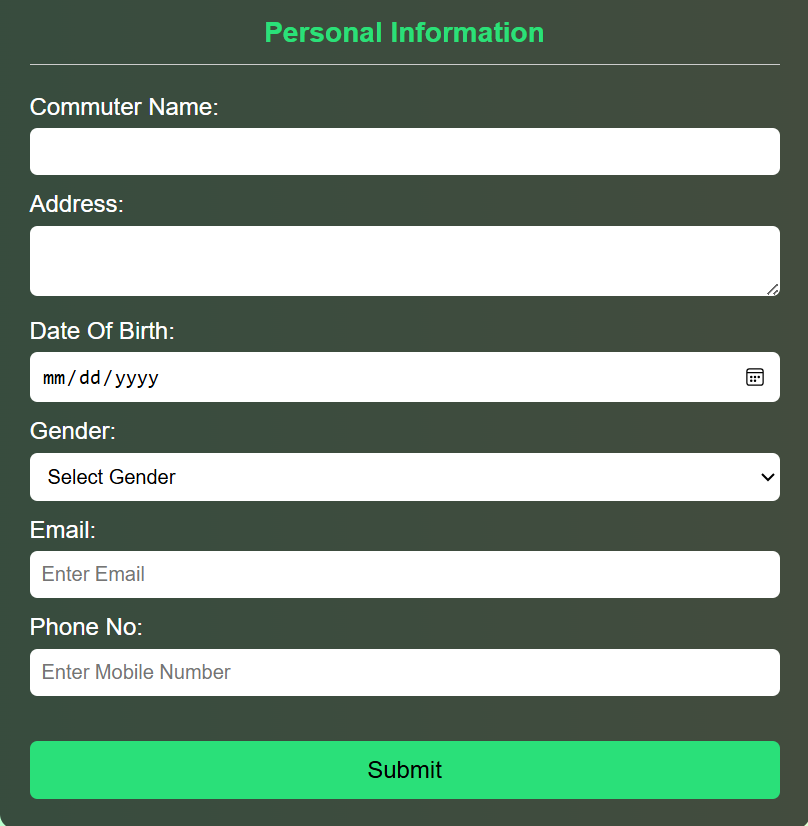 Personal Information
Commuter Name:
Address:
Date Of Birth:
mm/dd/yyyy
Gender:
Select Gender
Email:
Enter Email
Phone No:
Enter Mobile Number
Submit